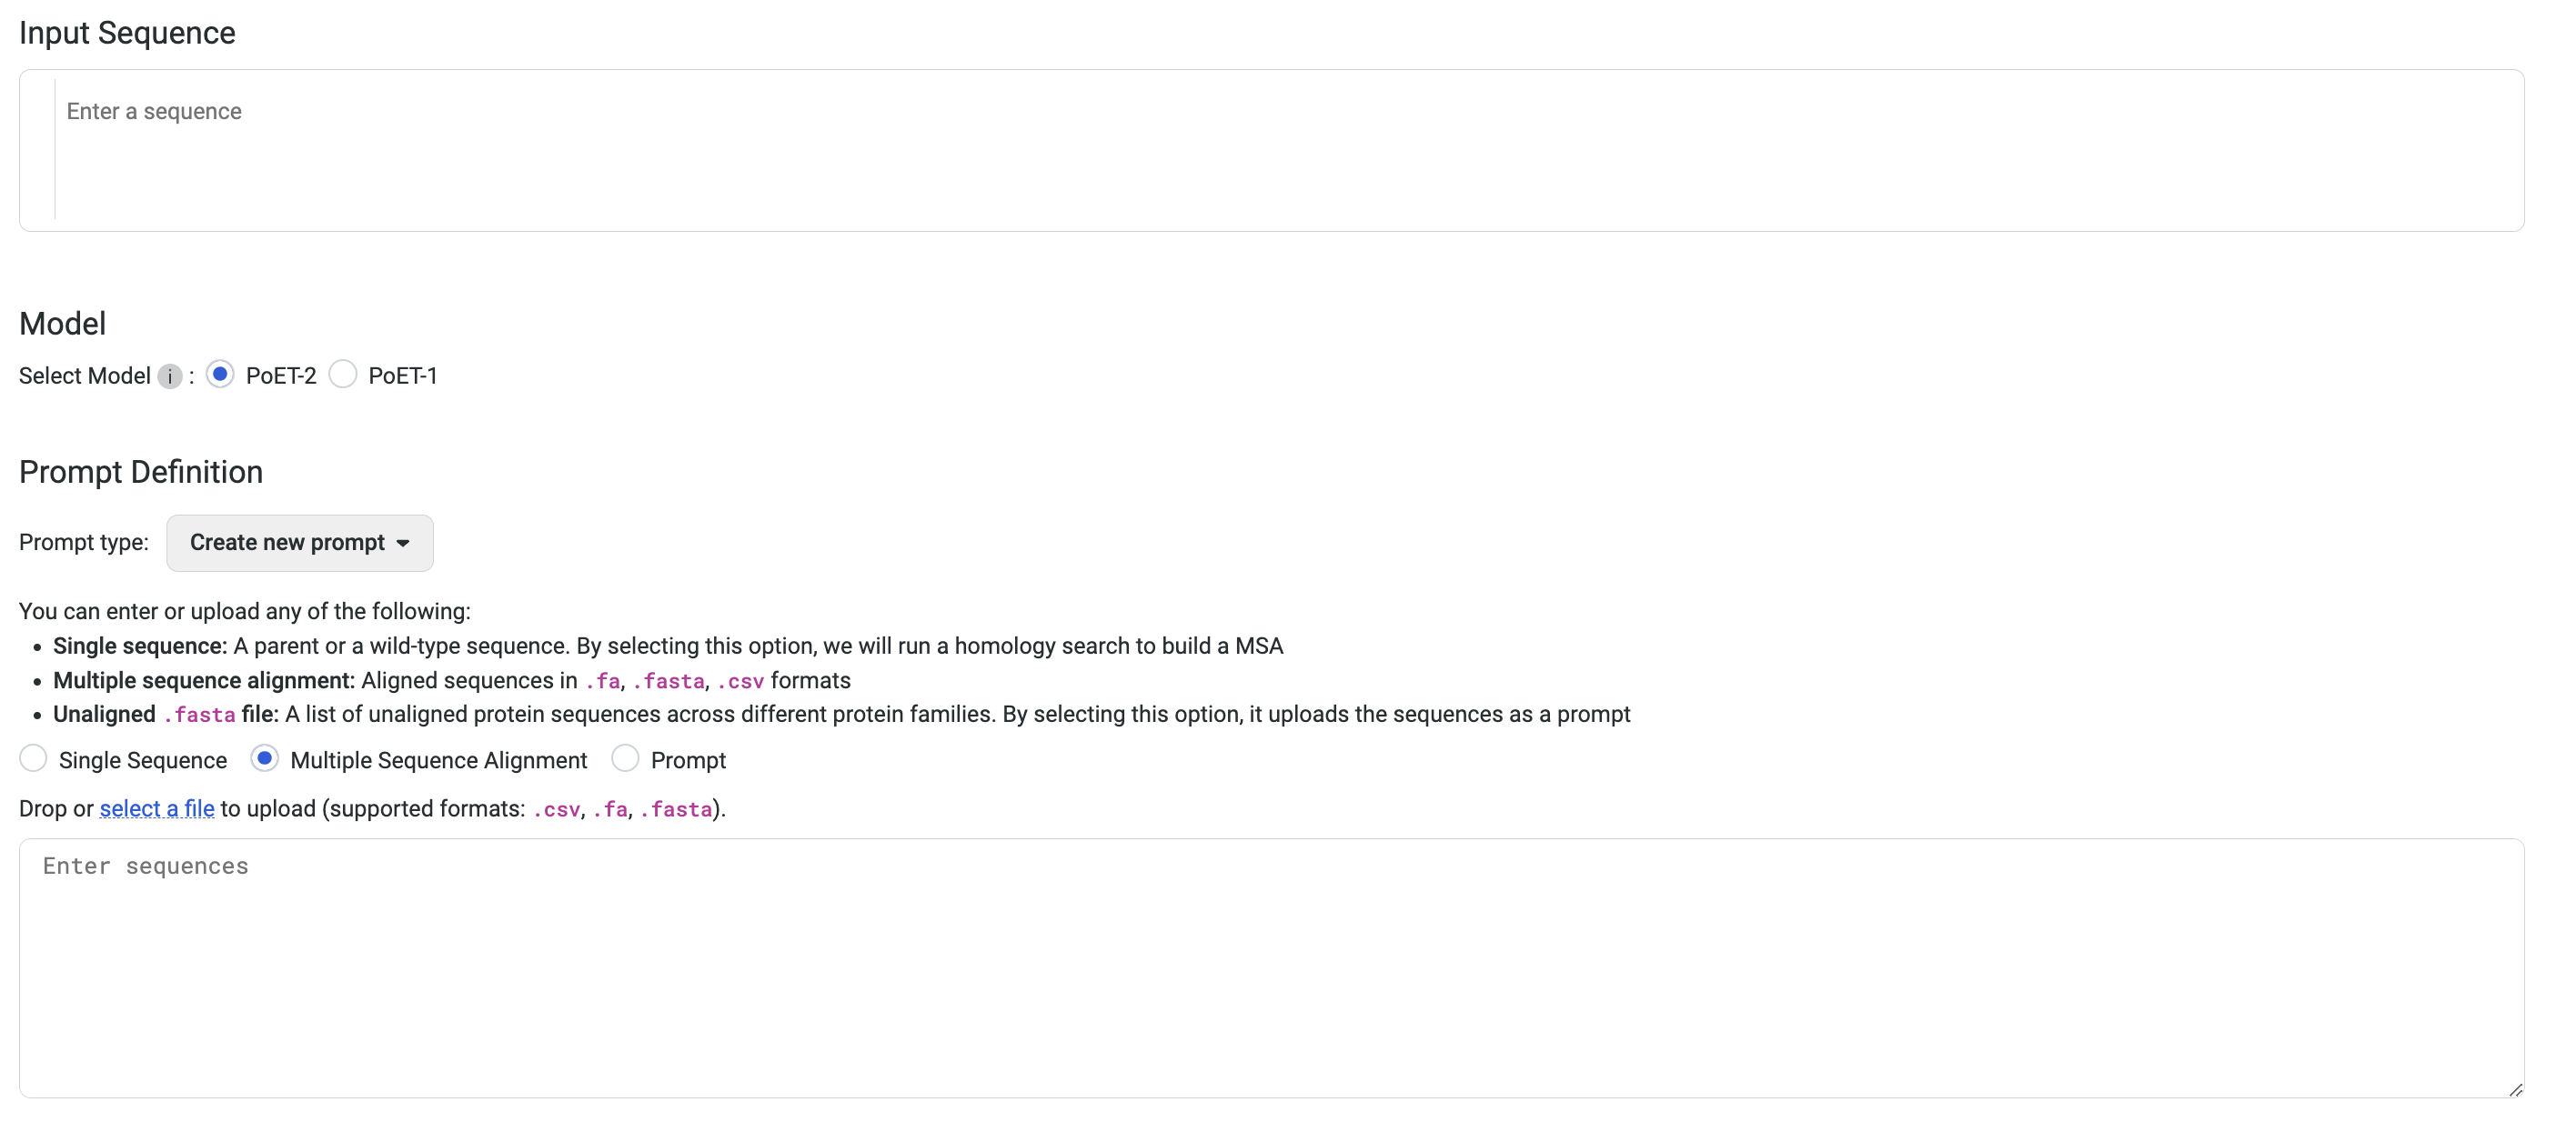 Input Sequence
Enter a sequence
Model
Select Model i : PoET-2 PoET-1
Prompt Definition
Prompt type: Create new prompt
You can enter or upload any of the following:
• Single sequence: A parent or a wild-type sequence. By selecting this option, we will run a homology search to build a MSA
• Multiple sequence alignment: Aligned sequences in .fa, .fasta, .csv formats
• Unaligned .fasta file: A list of unaligned protein sequences across different protein families. By selecting this option, it uploads the sequences as a prompt
Single Sequence Multiple Sequence Alignment Prompt
Drop or select a file to upload (supported formats: .csv, .fa, .fasta).
Enter sequences